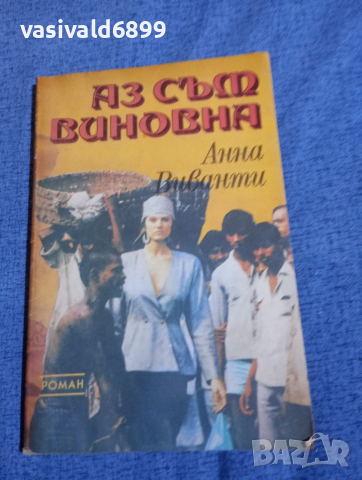 vasivald6899
АЗ СЪМ
ВИНОВНА
Анна
Виванти
РОМАН
BAZAR